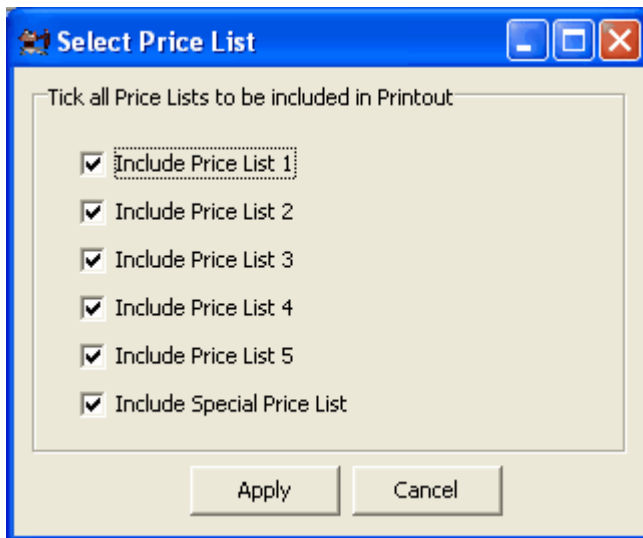 Select Price List
Tick all Price Lists to be included in Printout
Include Price List 1
Include Price List 2
Include Price List 3
Include Price List 4
Include Price List 5
Include Special Price List
Apply Cancel